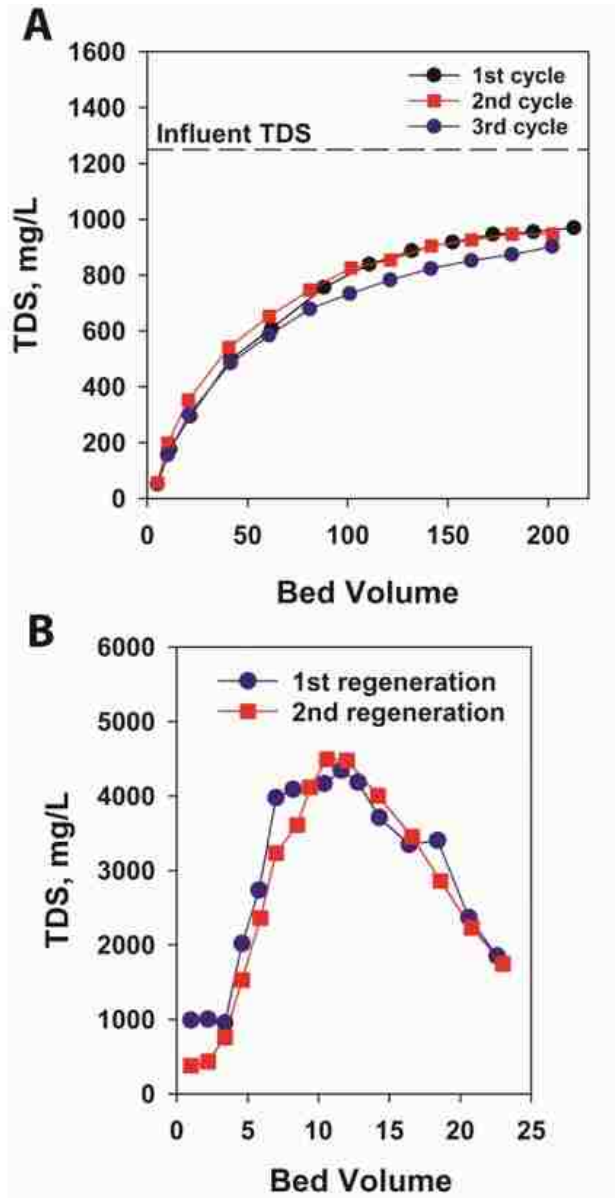 A
1600
1400
1200
1000
800
600
400
200
0
TDS, mg/L
1st cycle
2nd cycle
3rd cycle
Influent TDS
0 50 100 150 200
Bed Volume
B
6000
5000
4000
3000
2000
1000
0
TDS, mg/L
1st regeneration
2nd regeneration
0 5 10 15 20 25
Bed Volume